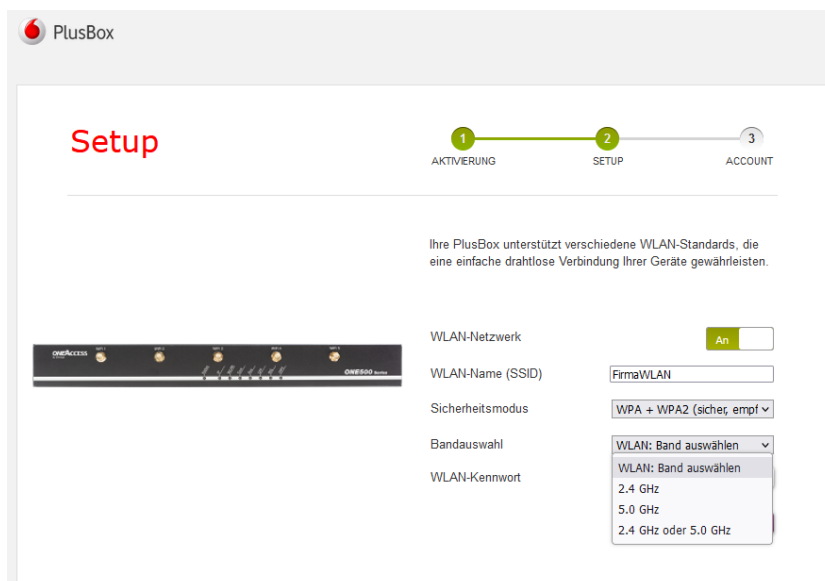 PlusBox
Setup
1
2
3
AKTIVIERUNG
SETUP
ACCOUNT
Ihre PlusBox unterstützt verschiedene WLAN-Standards, die
eine einfache drahtlose Verbindung Ihrer Geräte gewährleisten.
WLAN-Netzwerk
An
ONEACCESS
ONE500 Series
WLAN-Name (SSID)
FirmaWLAN
Sicherheitsmodus
WPA + WPA2 (sicher, empf
Bandauswahl
WLAN: Band auswählen
WLAN-Kennwort
WLAN: Band auswählen
2.4 GHz
5.0 GHz
2.4 GHz oder 5.0 GHz